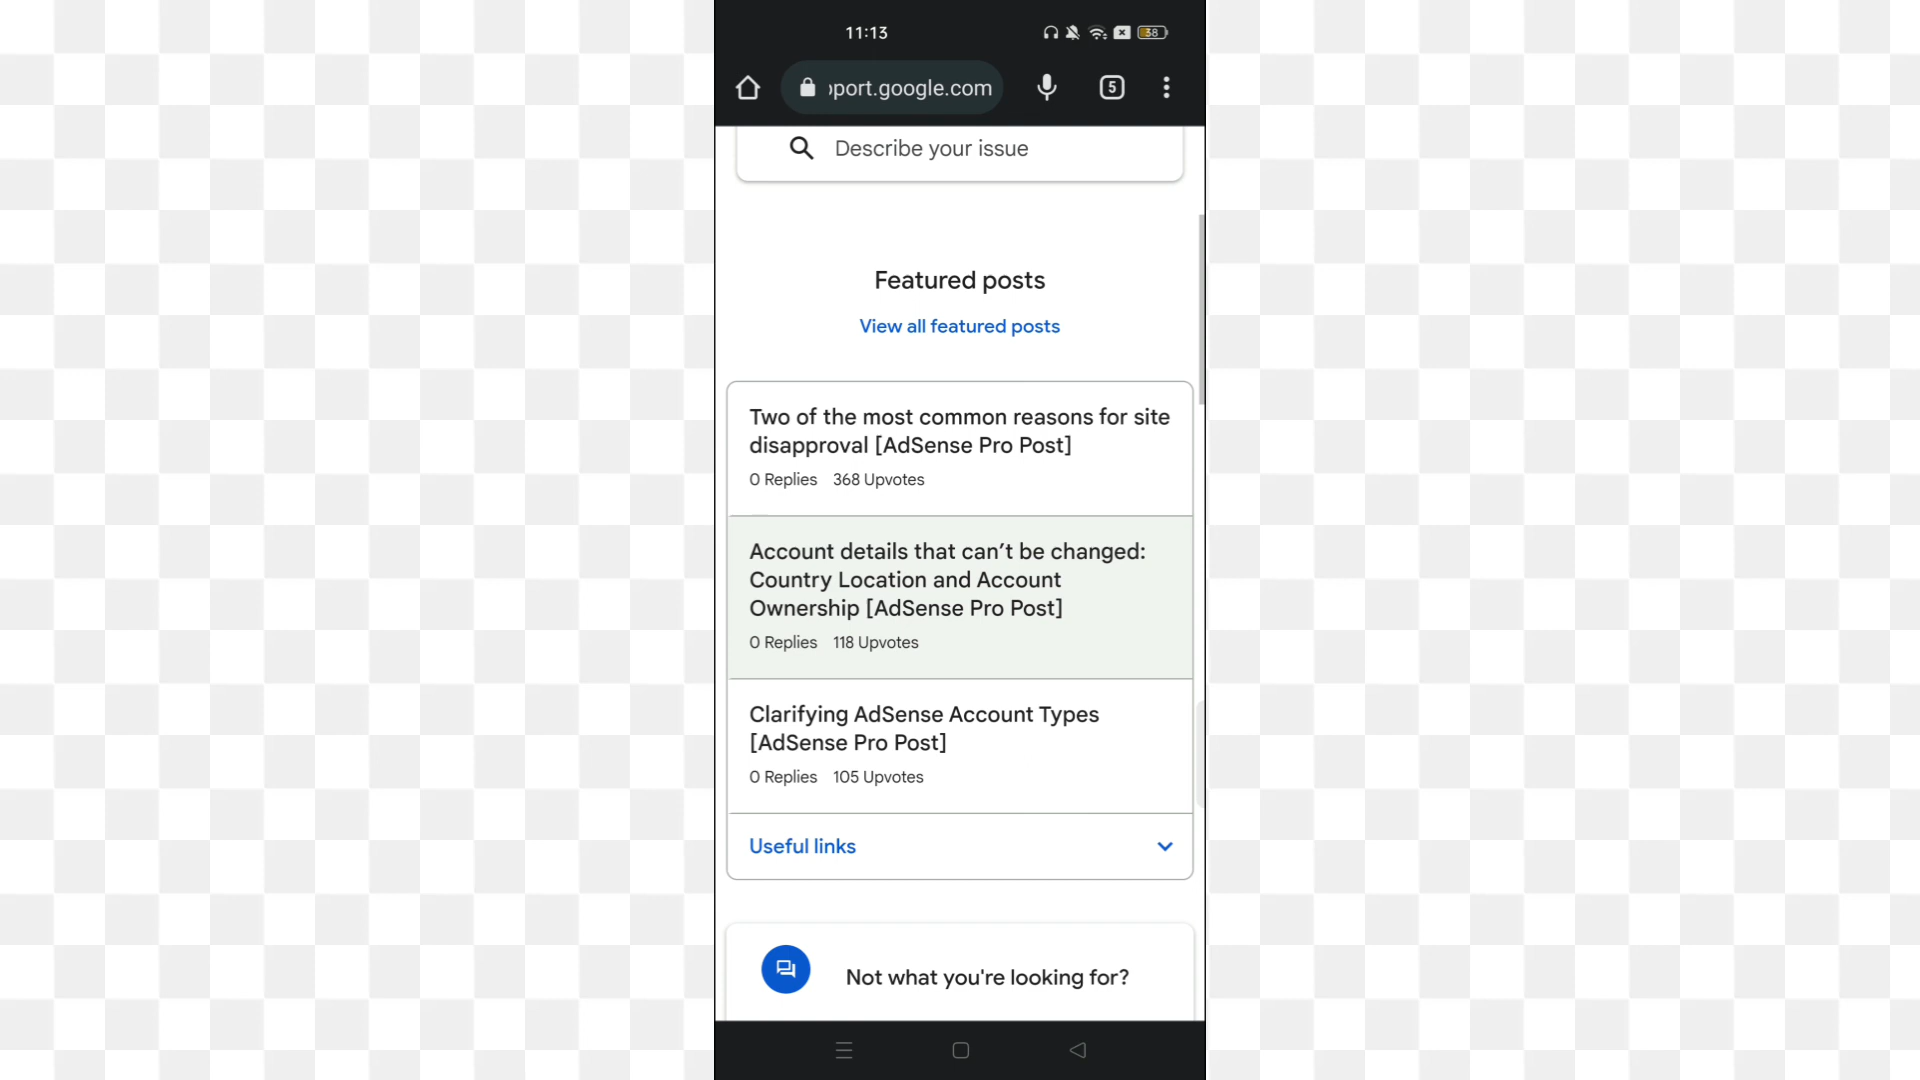 11:13
38
port.google.com
5
Describe your issue
Featured posts
View all featured posts
Two of the most common reasons for site
disapproval [AdSense Pro Post]
0 Replies 368 Upvotes
Account details that can’t be changed:
Country Location and Account
Ownership [AdSense Pro Post]
0 Replies 118 Upvotes
Clarifying AdSense Account Types
[AdSense Pro Post]
0 Replies 105 Upvotes
Useful links
Not what you're looking for?